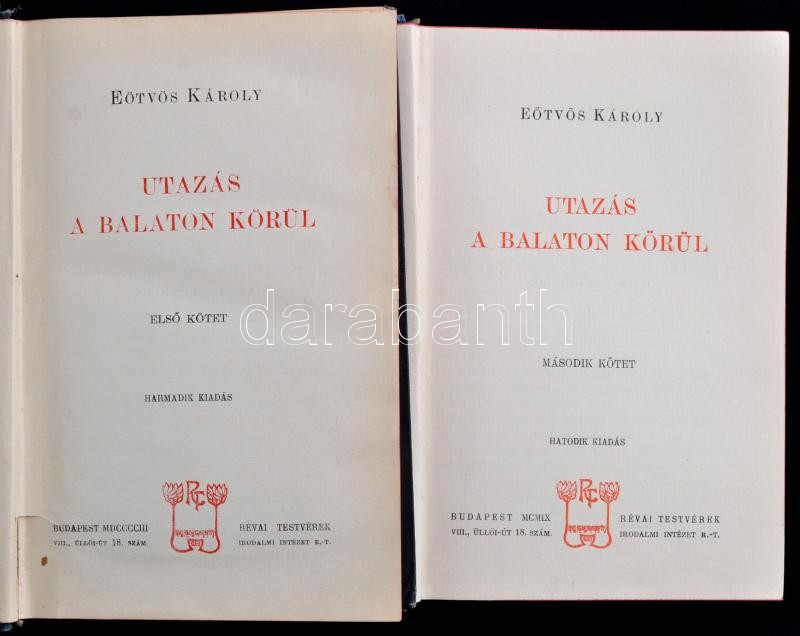 EÖTVÖS KÁROLY
UTAZÁS
A BALATON KÖRÜL
ELSŐ KÖTET
HARMADIK KIADÁS
BUDAPEST MDCCCCIII
VIII., ÜLLŐI-ÚT 18. SZÁM.
RÉVAI TESTVÉREK
IRODALMI INTÉZET R.-T.
EÖTVÖS KÁROLY
UTAZÁS
A BALATON KÖRÜL
MÁSODIK KÖTET
HATODIK KIADÁS
BUDAPEST MCMIX
VIII., ÜLLŐI-ÚT 18. SZÁM.
RÉVAI TESTVÉREK
IRODALMI INTÉZET R.-T.
darabanth